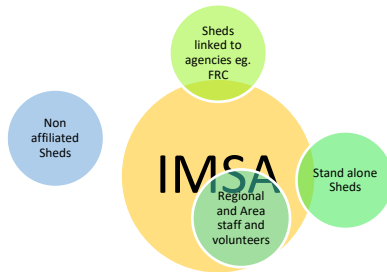 Sheds
linked to
agencies eg.
FRC
Non
affiliated
Sheds
IMSA
Stand alone
Sheds
Regional
and Area
staff and
volunteers